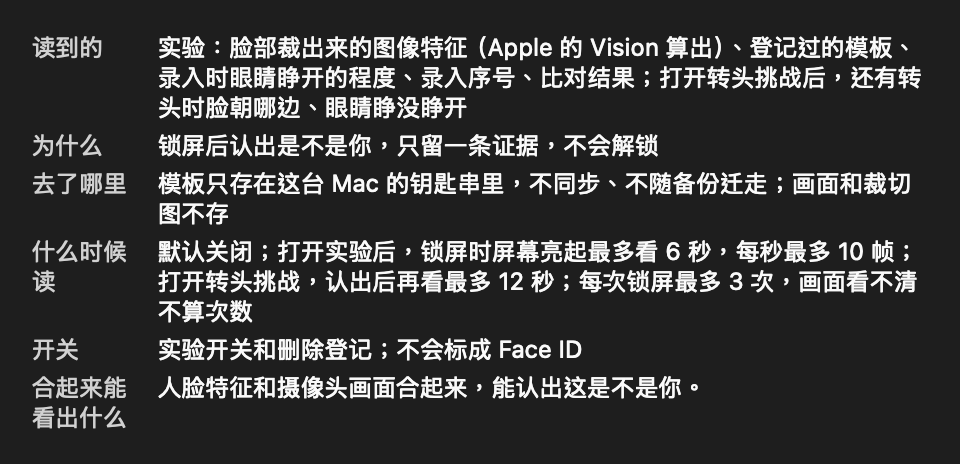 读到的
实验：脸部裁出来的图像特征（Apple 的 Vision 算出）、登记过的模板、
录入时眼睛睁开的程度、录入序号、比对结果；打开转头挑战后，还有转
头时脸朝哪边、眼睛睁没睁开
为什么
锁屏后认出是不是你，只留一条证据，不会解锁
去了哪里
模板只存在这台 Mac 的钥匙串里，不同步、不随备份迁走；画面和裁切
图不存
什么时候
读
默认关闭；打开实验后，锁屏时屏幕亮起最多看 6 秒，每秒最多 10 帧；
打开转头挑战，认出后再看最多 12 秒；每次锁屏最多 3 次，画面看不清
不算次数
开关
实验开关和删除登记；不会标成 Face ID
合起来能
看出什么
人脸特征和摄像头画面合起来，能认出这是不是你。